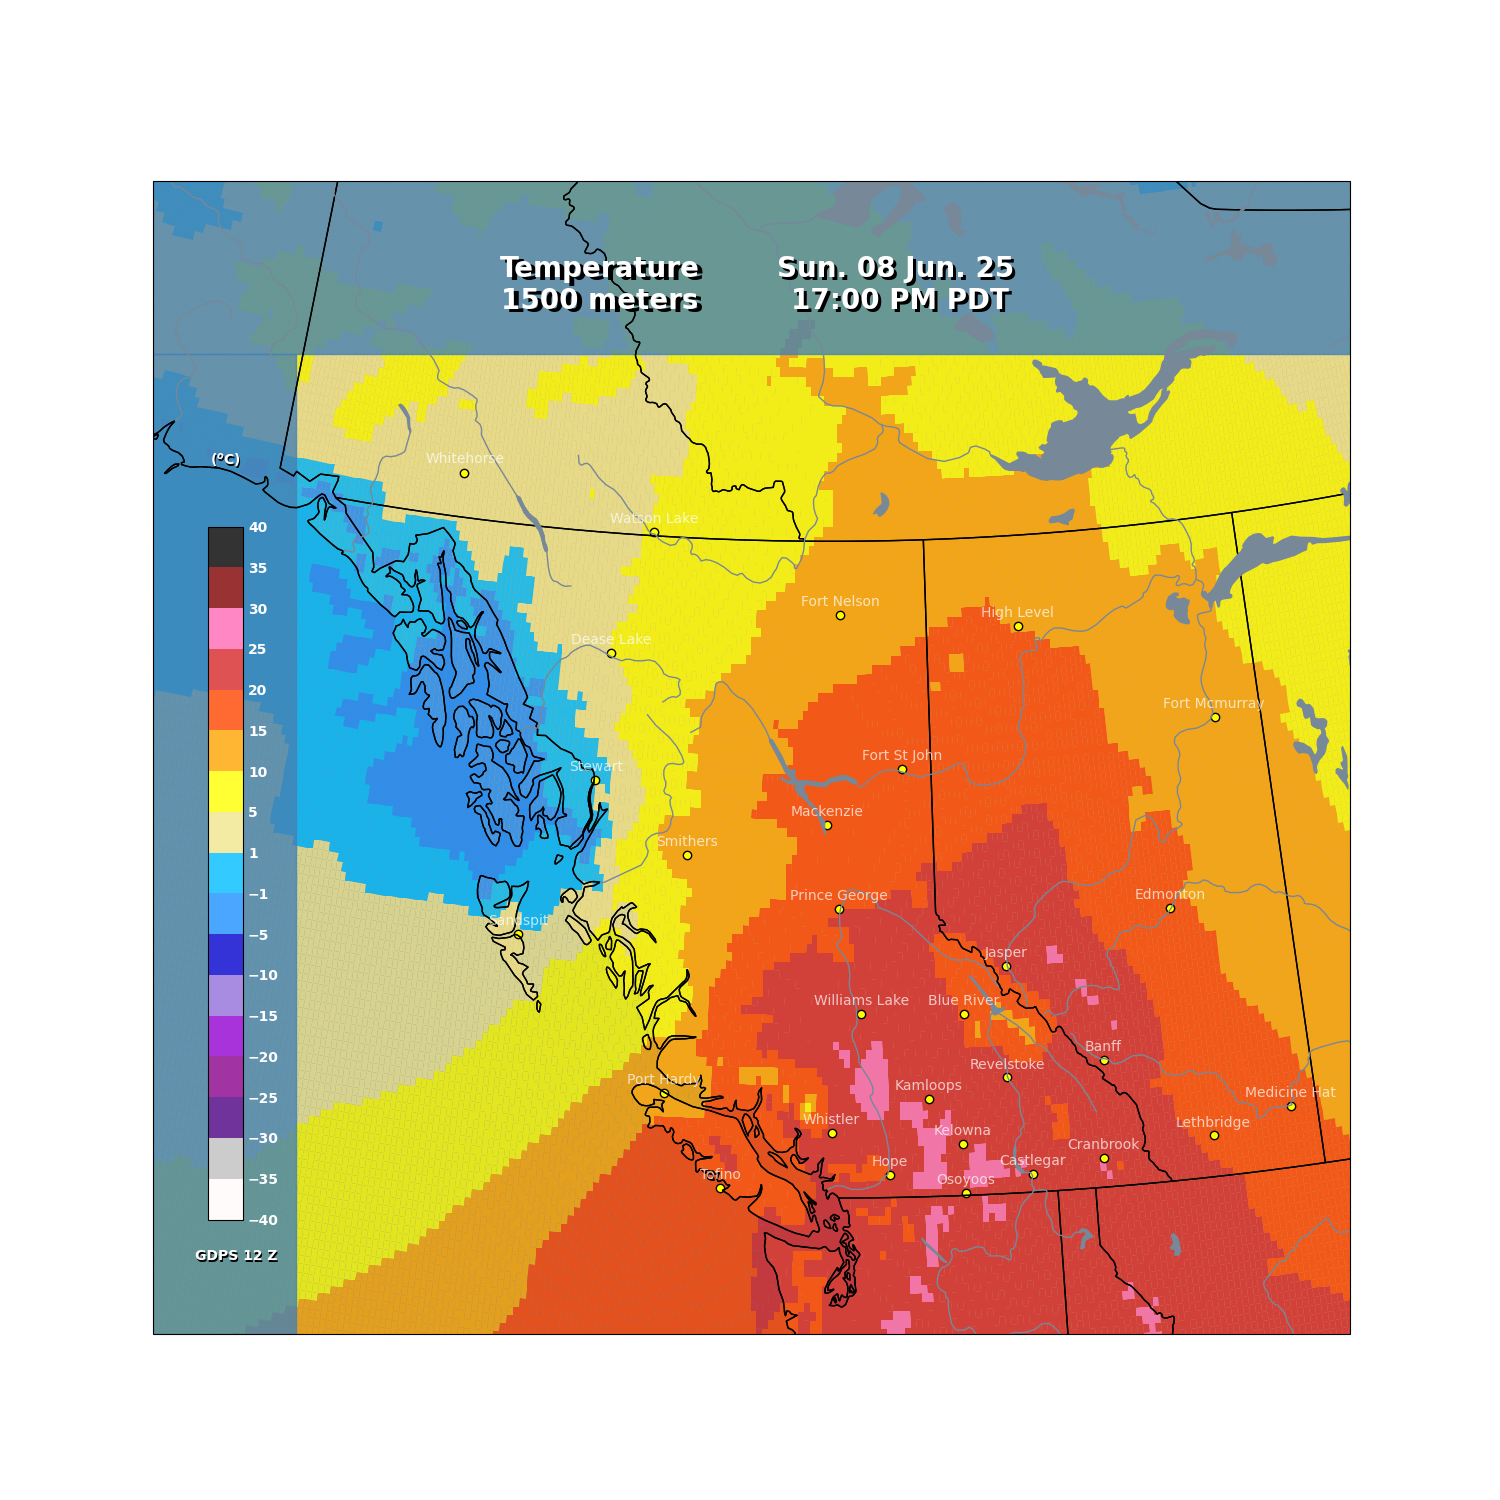 Temperature
1500 meters
Sun. 08 Jun. 25
17:00 PM PDT
(°C)
40
35
30
25
20
15
10
5
1
−1
−5
−10
−15
−20
−25
−30
−35
−40
GDPS 12 Z
Whitehorse
Watson Lake
Fort Nelson
High Level
Dease Lake
Fort Mcmurray
Fort St John
Stewart
Mackenzie
Smithers
Prince George
Edmonton
Sandspit
Jasper
Williams Lake
Blue River
Banff
Revelstoke
Port Hardy
Kamloops
Medicine Hat
Whistler
Lethbridge
Kelowna
Cranbrook
Hope
Castlegar
Tofino
Osoyoos